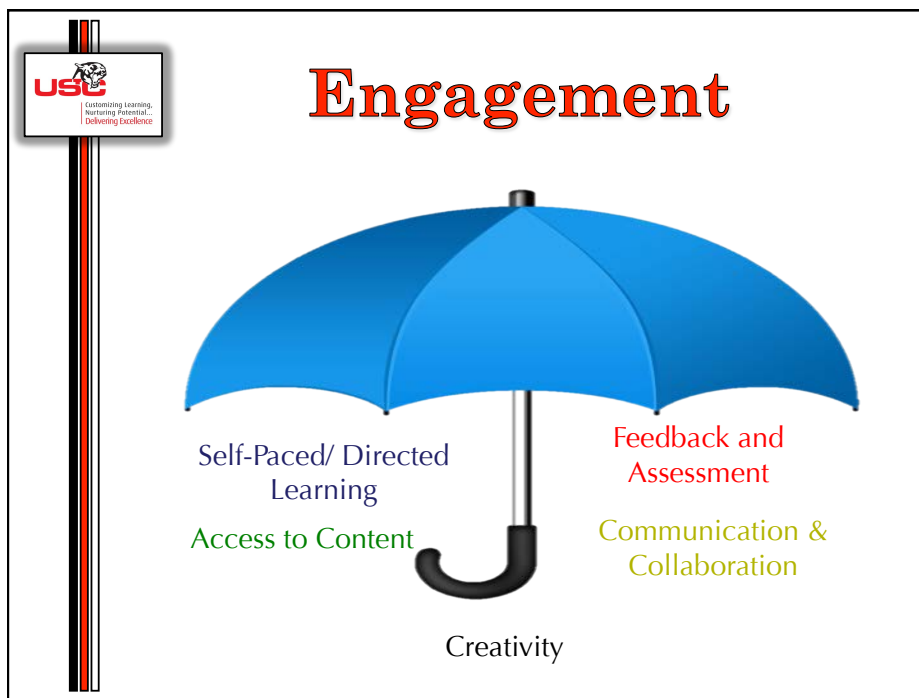 USC
Customizing Learning,
Nurturing Potential...
Delivering Excellence
Engagement
Self-Paced/ Directed
Learning
Access to Content
Feedback and
Assessment
Communication &
Collaboration
Creativity